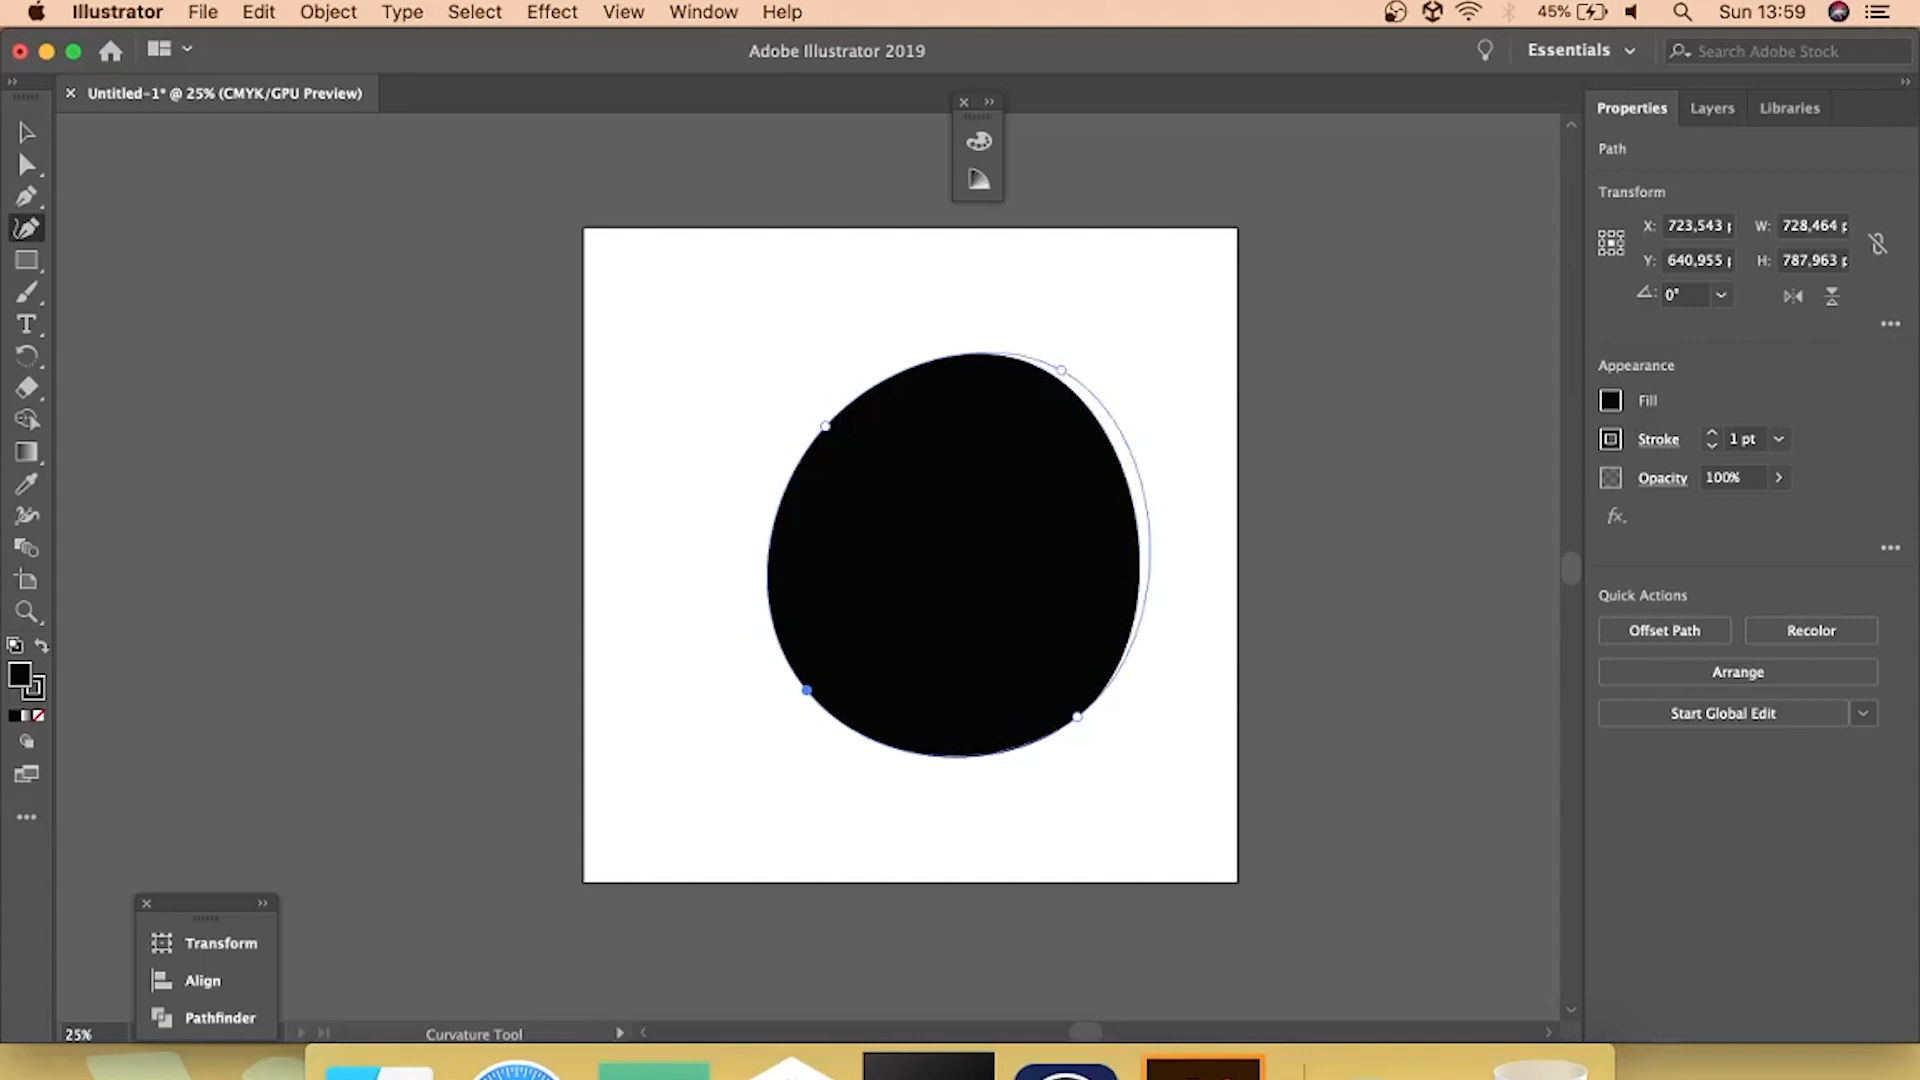 Illustrator File Edit Object Type Select Effect View Window Help 45% Sun 13:59
Adobe Illustrator 2019 Essentials Search Adobe Stock
Untitled-1* @ 25% (CMYK/GPU Preview)
Properties Layers Libraries
Path
Transform
X: 723,543 W: 728,464
Y: 640,955 H: 787,963
0°
Appearance
Fill
Stroke 1 pt
Opacity 100%
fx.
Quick Actions
Offset Path Recolor
Arrange
Start Global Edit
Transform
Align
Pathfinder
25% Curvature Tool